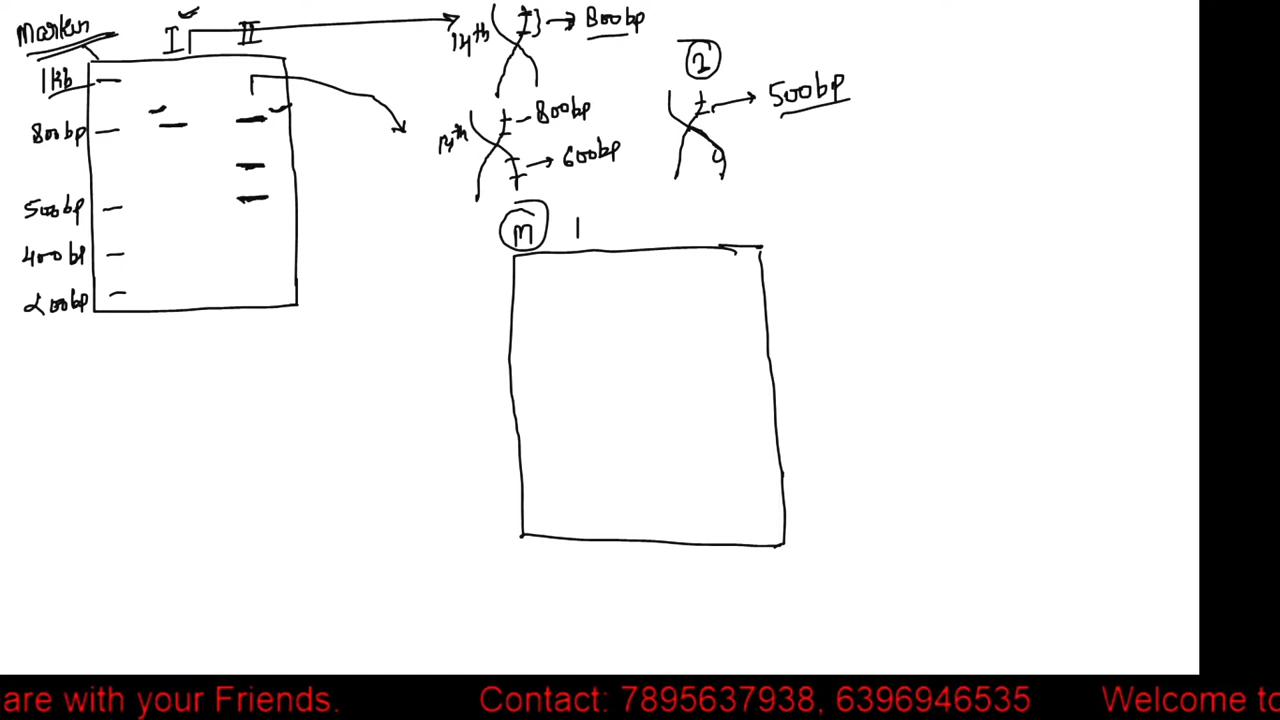 Marker
I II
1kb
800bp
500bp
400bp
200bp
14th
800bp
14th
800bp
600bp
2
500bp
M 1
are with your Friends. Contact: 7895637938, 6396946535 Welcome to